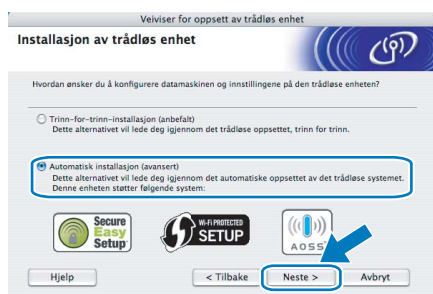 Veiviser for oppsett av trådløs enhet
Installasjon av trådløs enhet
Hvordan ønsker du å konfigurere datamaskinen og innstillingene på den trådløse enheten?
Trinn-for-trinn-installasjon (anbefalt)
Dette alternativet vil lede deg igjennom det trådløse oppsettet, trinn for trinn.
Automatisk installasjon (avansert)
Dette alternativet vil lede deg igjennom det automatiske oppsettet av det trådløse systemet.
Denne enheten støtter følgende system:
Secure
Easy
Setup
WI-FI PROTECTED
SETUP
AOSS
Hjelp
< Tilbake
Neste >
Avbryt